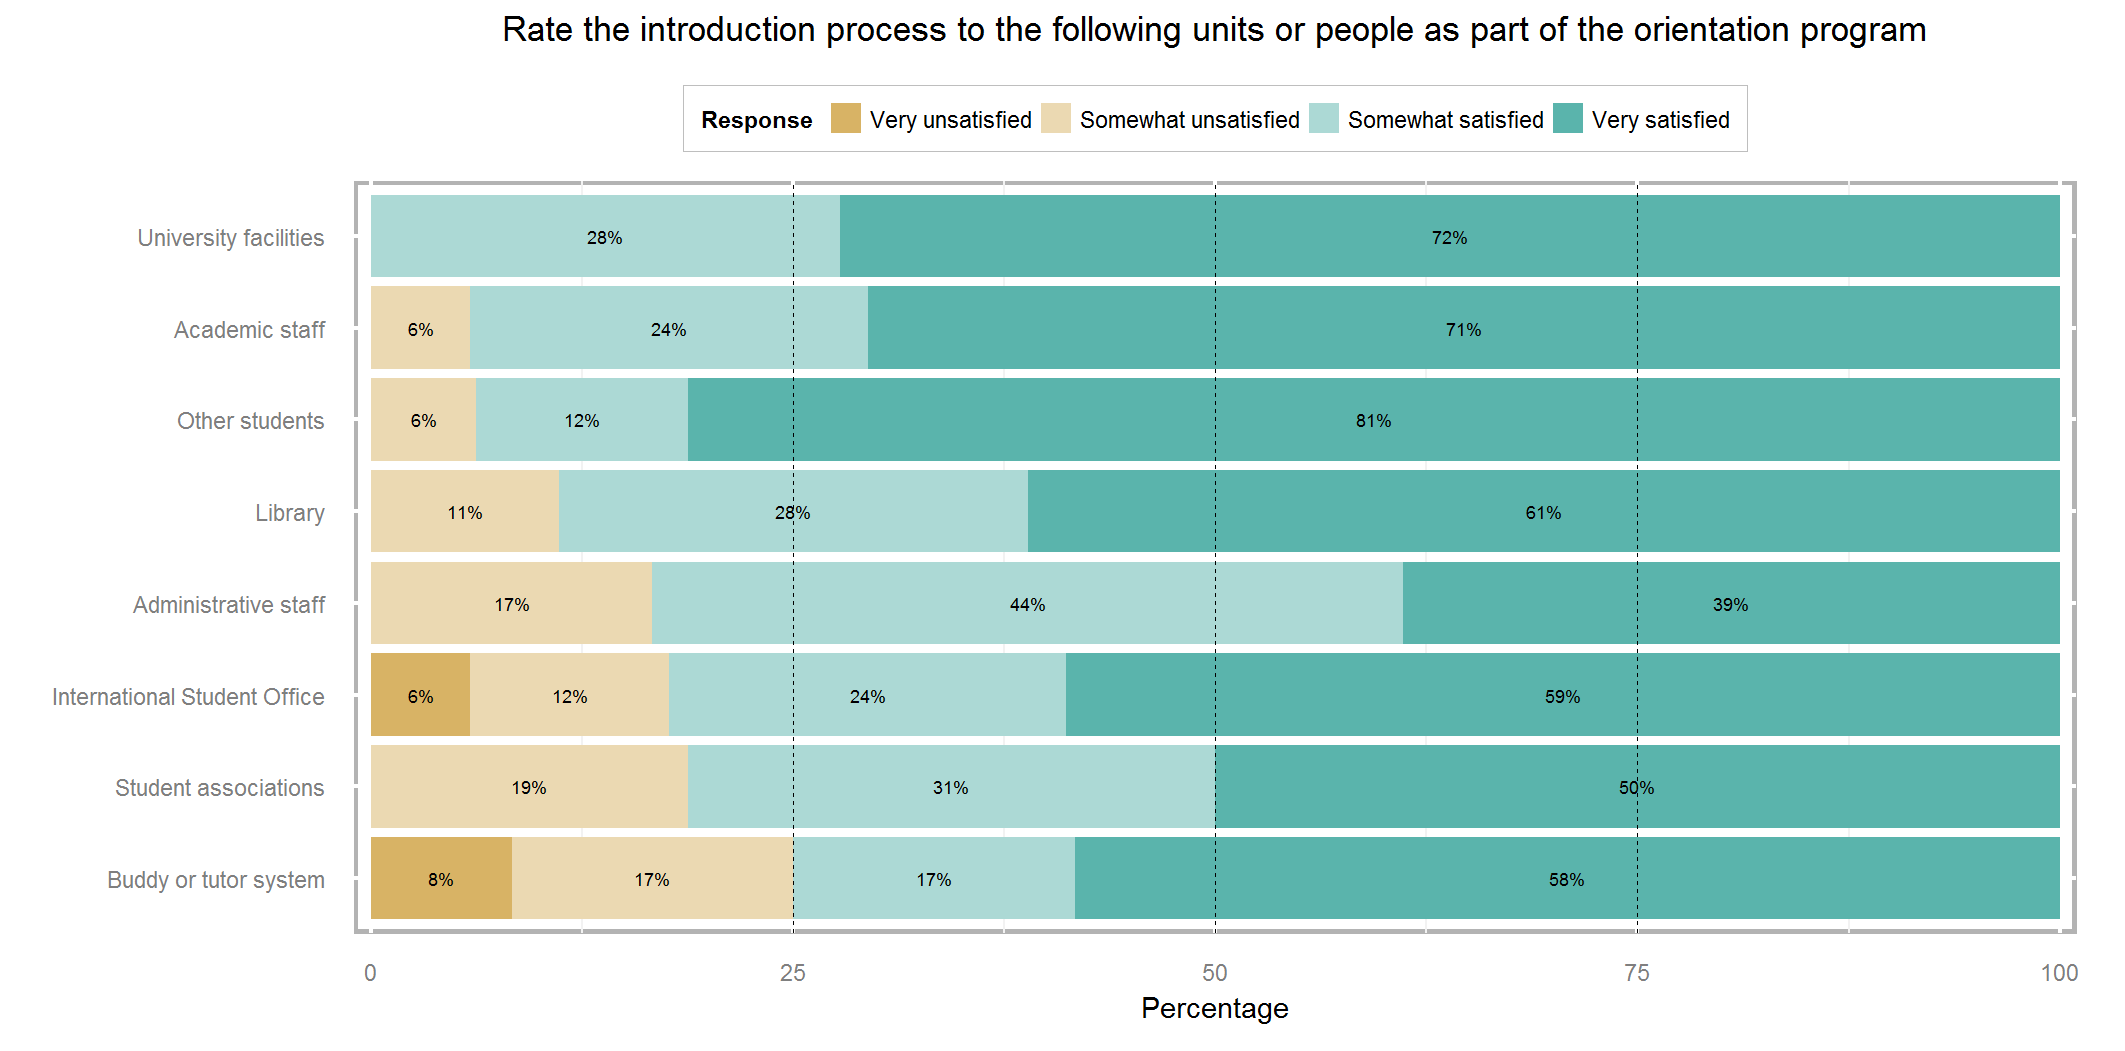 Rate the introduction process to the following units or people as part of the orientation program
Response Very unsatisfied Somewhat unsatisfied Somewhat satisfied Very satisfied
University facilities 28% 72%
Academic staff 6% 24% 71%
Other students 6% 12% 81%
Library 11% 28% 61%
Administrative staff 17% 44% 39%
International Student Office 6% 12% 24% 59%
Student associations 19% 31% 50%
Buddy or tutor system 8% 17% 17% 58%
0 25 50 75 100
Percentage